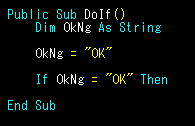 Public Sub DoIf()
    Dim OkNg As String
    OkNg = "OK"
    If OkNg = "OK" Then
End Sub